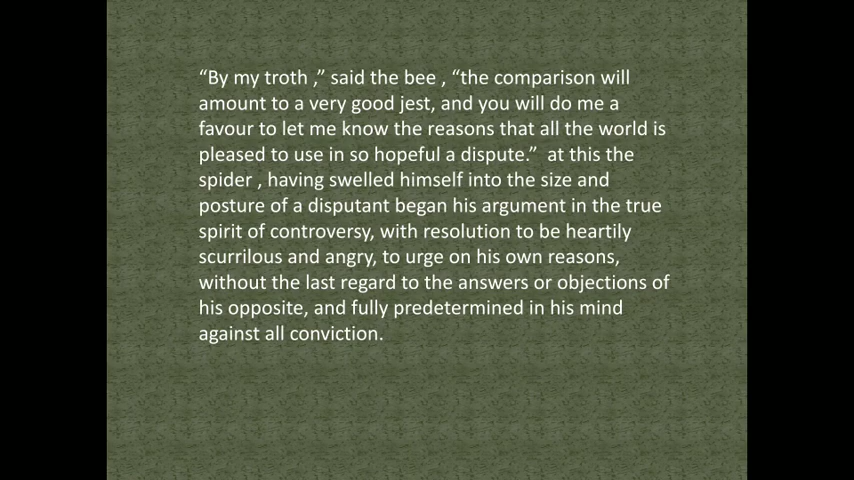 “By my troth ,” said the bee , “the comparison will
amount to a very good jest, and you will do me a
favour to let me know the reasons that all the world is
pleased to use in so hopeful a dispute.”  at this the
spider , having swelled himself into the size and
posture of a disputant began his argument in the true
spirit of controversy, with resolution to be heartily
scurrilous and angry, to urge on his own reasons,
without the last regard to the answers or objections of
his opposite, and fully predetermined in his mind
against all conviction.